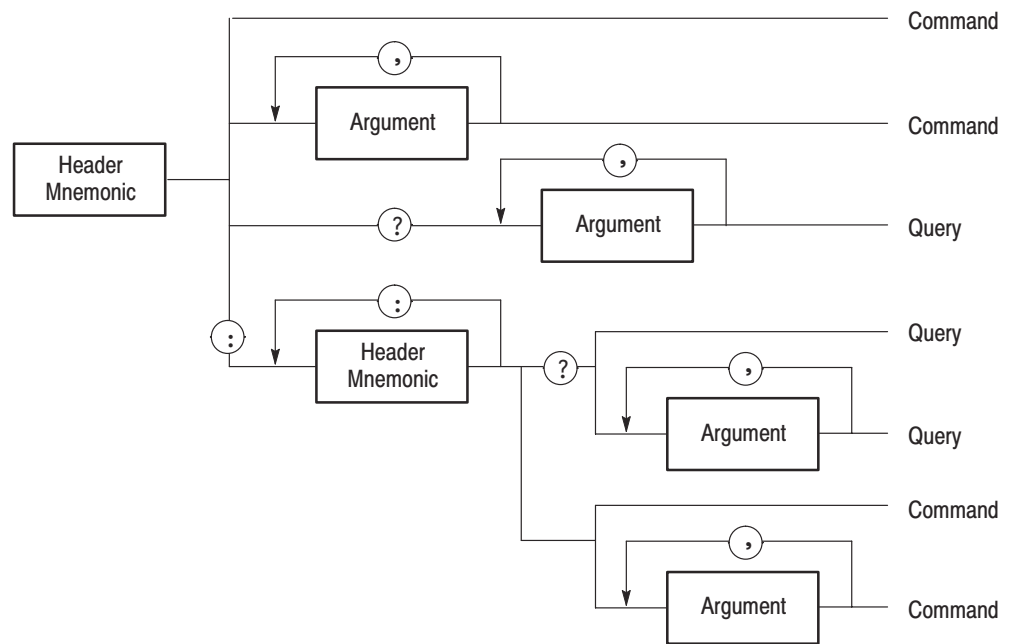 Command
,
Argument
Command
Header
Mnemonic
,
?
Argument
Query
:
:
Header
Mnemonic
?
Query
,
Argument
Query
Command
,
Argument
Command